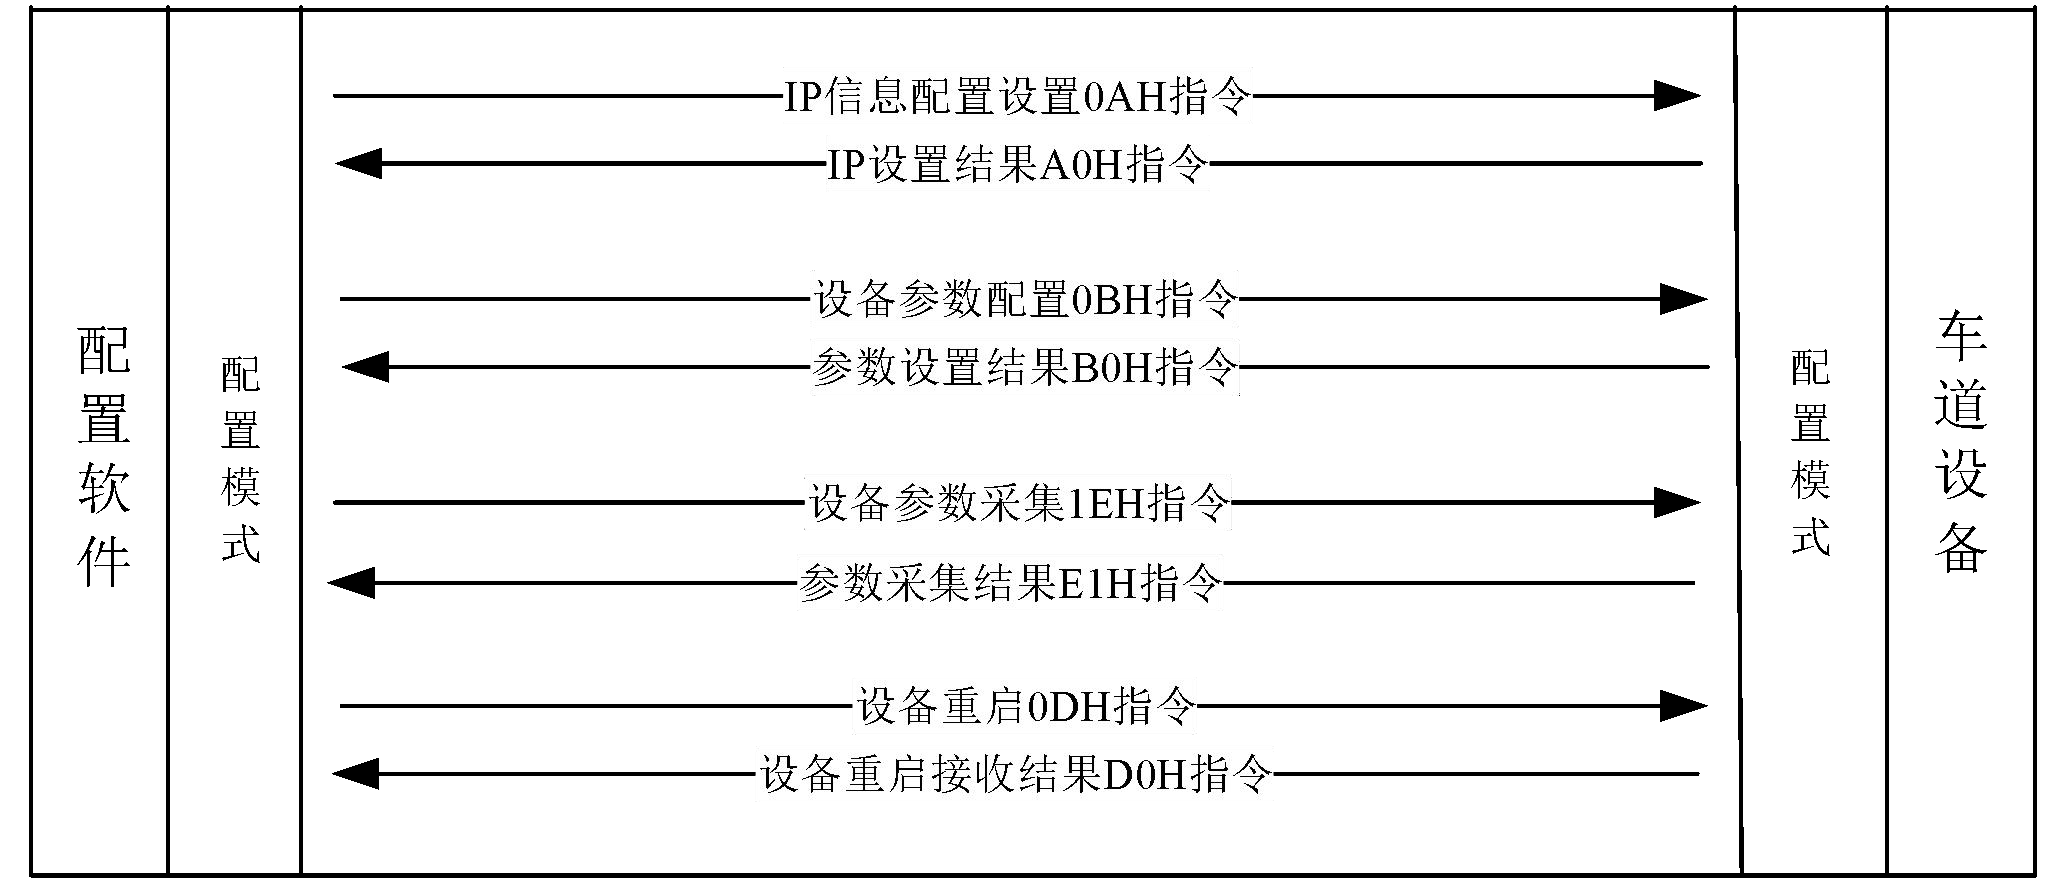 配置软件
配置模式
IP信息配置设置0AH指令
IP设置结果A0H指令
设备参数配置0BH指令
参数设置结果B0H指令
设备参数采集1EH指令
参数采集结果E1H指令
设备重启0DH指令
设备重启接收结果D0H指令
配置模式
车道设备